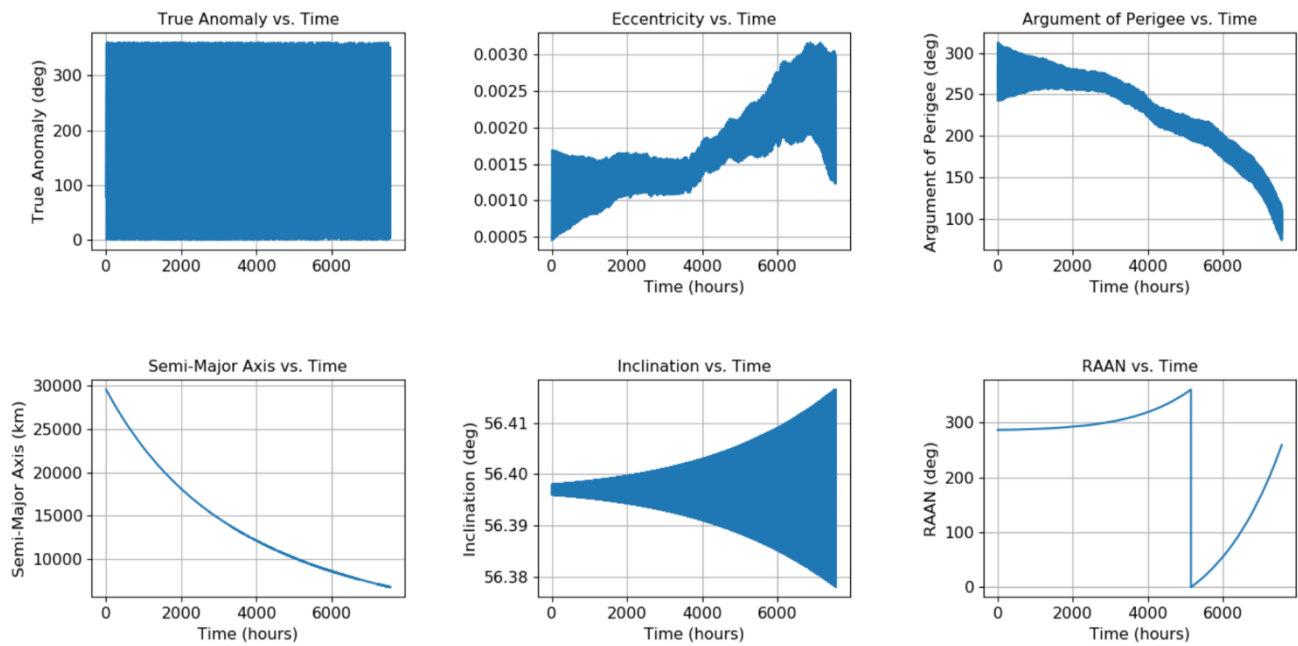 True Anomaly vs. Time
True Anomaly (deg)
300
200
100
0
0 2000 4000 6000
Eccentricity vs. Time
0.0030
0.0025
0.0020
0.0015
0.0010
0.0005
0 2000 4000 6000
Time (hours)
Argument of Perigee vs. Time
Argument of Perigee (deg)
300
250
200
150
100
0 2000 4000 6000
Time (hours)
Semi-Major Axis vs. Time
Semi-Major Axis (km)
30000
25000
20000
15000
10000
0 2000 4000 6000
Time (hours)
Inclination vs. Time
Inclination (deg)
56.41
56.40
56.39
56.38
0 2000 4000 6000
Time (hours)
RAAN vs. Time
RAAN (deg)
300
200
100
0
0 2000 4000 6000
Time (hours)